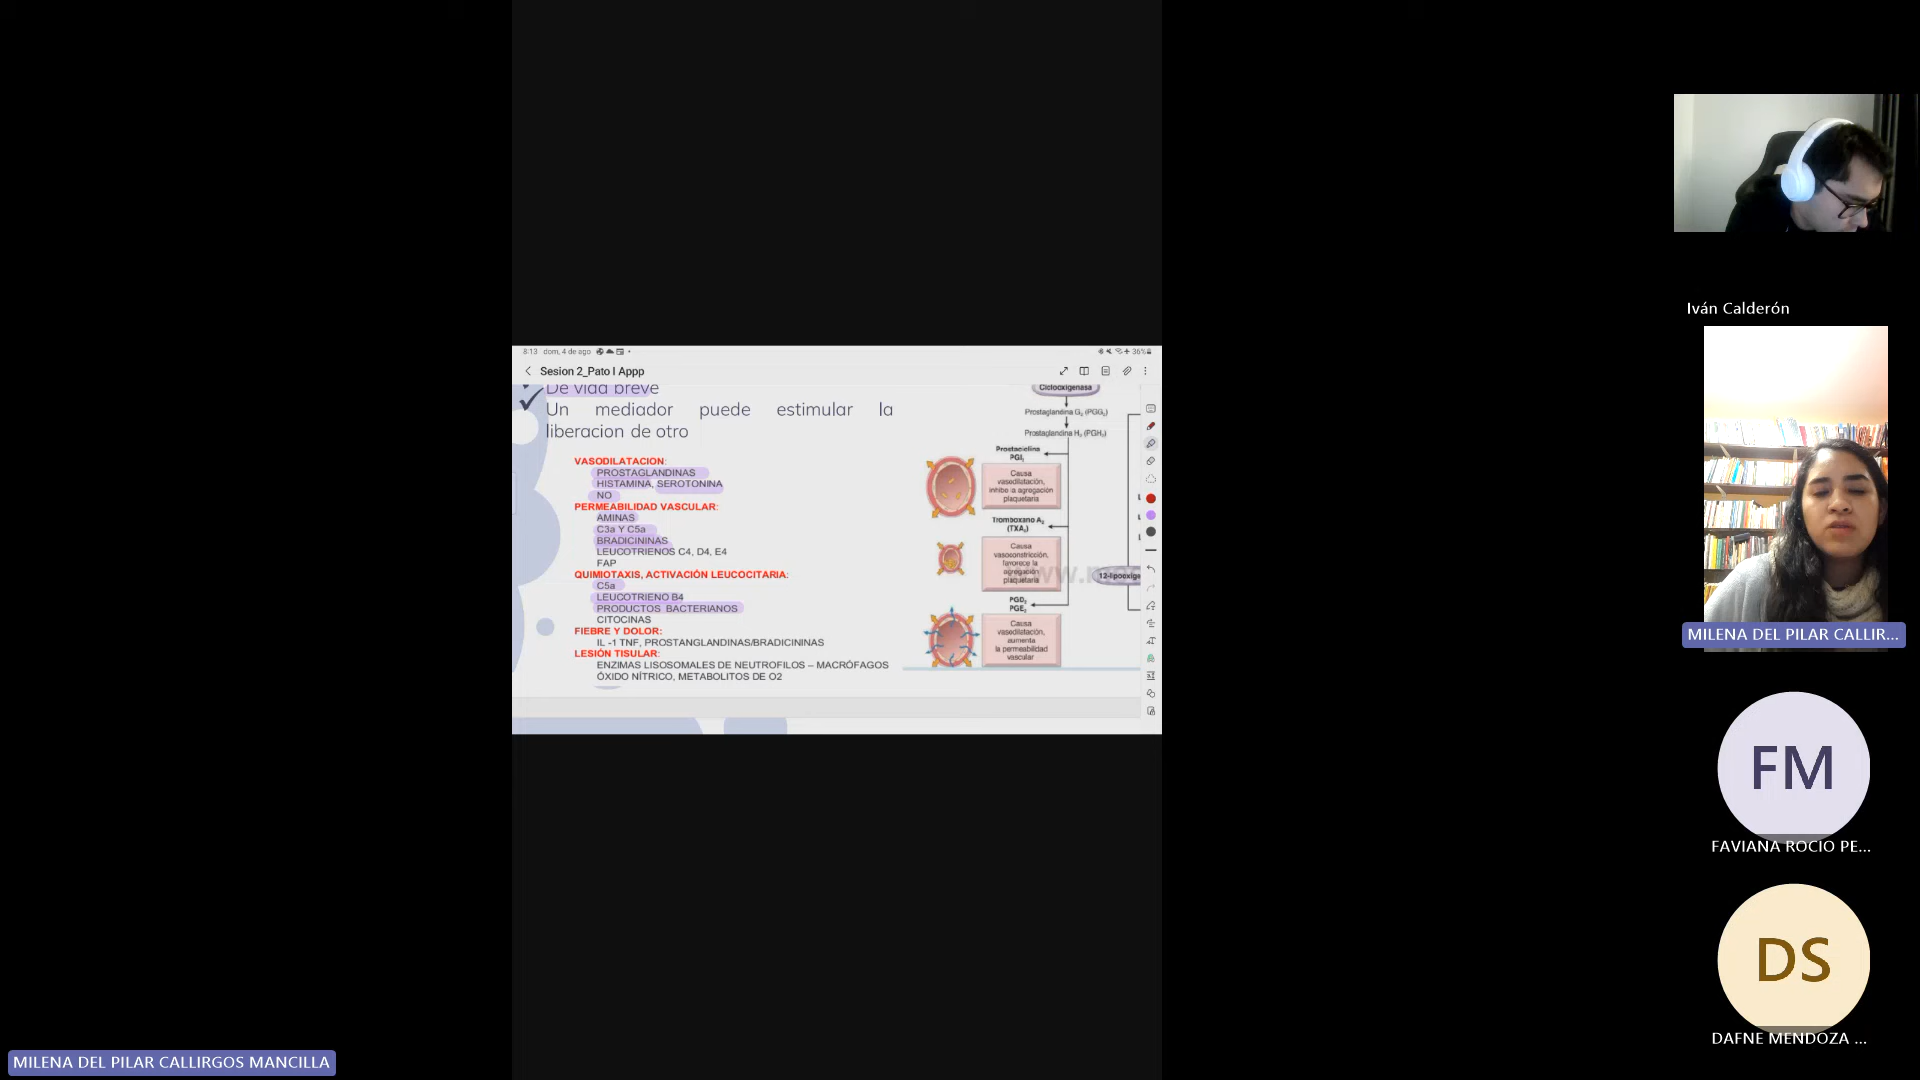 8:13 dom, 4 de ago
36%
Sesion 2_Pato I Appp
De vida breve
Un mediador puede estimular la
liberacion de otro
VASODILATACION:
PROSTAGLANDINAS
HISTAMINA, SEROTONINA
NO
PERMEABILIDAD VASCULAR:
AMINAS
C3a Y C5a
BRADICININAS
LEUCOTRIENOS C4, D4, E4
FAP
QUIMIOTAXIS, ACTIVACIÓN LEUCOCITARIA:
C5a
LEUCOTRIENO B4
PRODUCTOS BACTERIANOS
CITOCINAS
FIEBRE Y DOLOR:
IL -1 TNF, PROSTANGLANDINAS/BRADICININAS
LESIÓN TISULAR:
ENZIMAS LISOSOMALES DE NEUTROFILOS – MACRÓFAGOS
ÓXIDO NÍTRICO, METABOLITOS DE O2
Ciclooxigenasa
Prostaglandina G₂ (PGG₂)
Prostaglandina H₂ (PGH₂)
Prostaciclina
PGI₂
Causa
vasodilatación,
inhibe la agregación
plaquetaria
Tromboxano A₂
(TXA₂)
Causa
vasoconstricción,
favorece la
agregación
plaquetaria
12-lipooxige
PGD₂
PGE₂
Causa
vasodilatación,
aumenta
la permeabilidad
vascular
Iván Calderón
MILENA DEL PILAR CALLIR...
FM
FAVIANA ROCIO PE...
DS
DAFNE MENDOZA ...
MILENA DEL PILAR CALLIRGOS MANCILLA